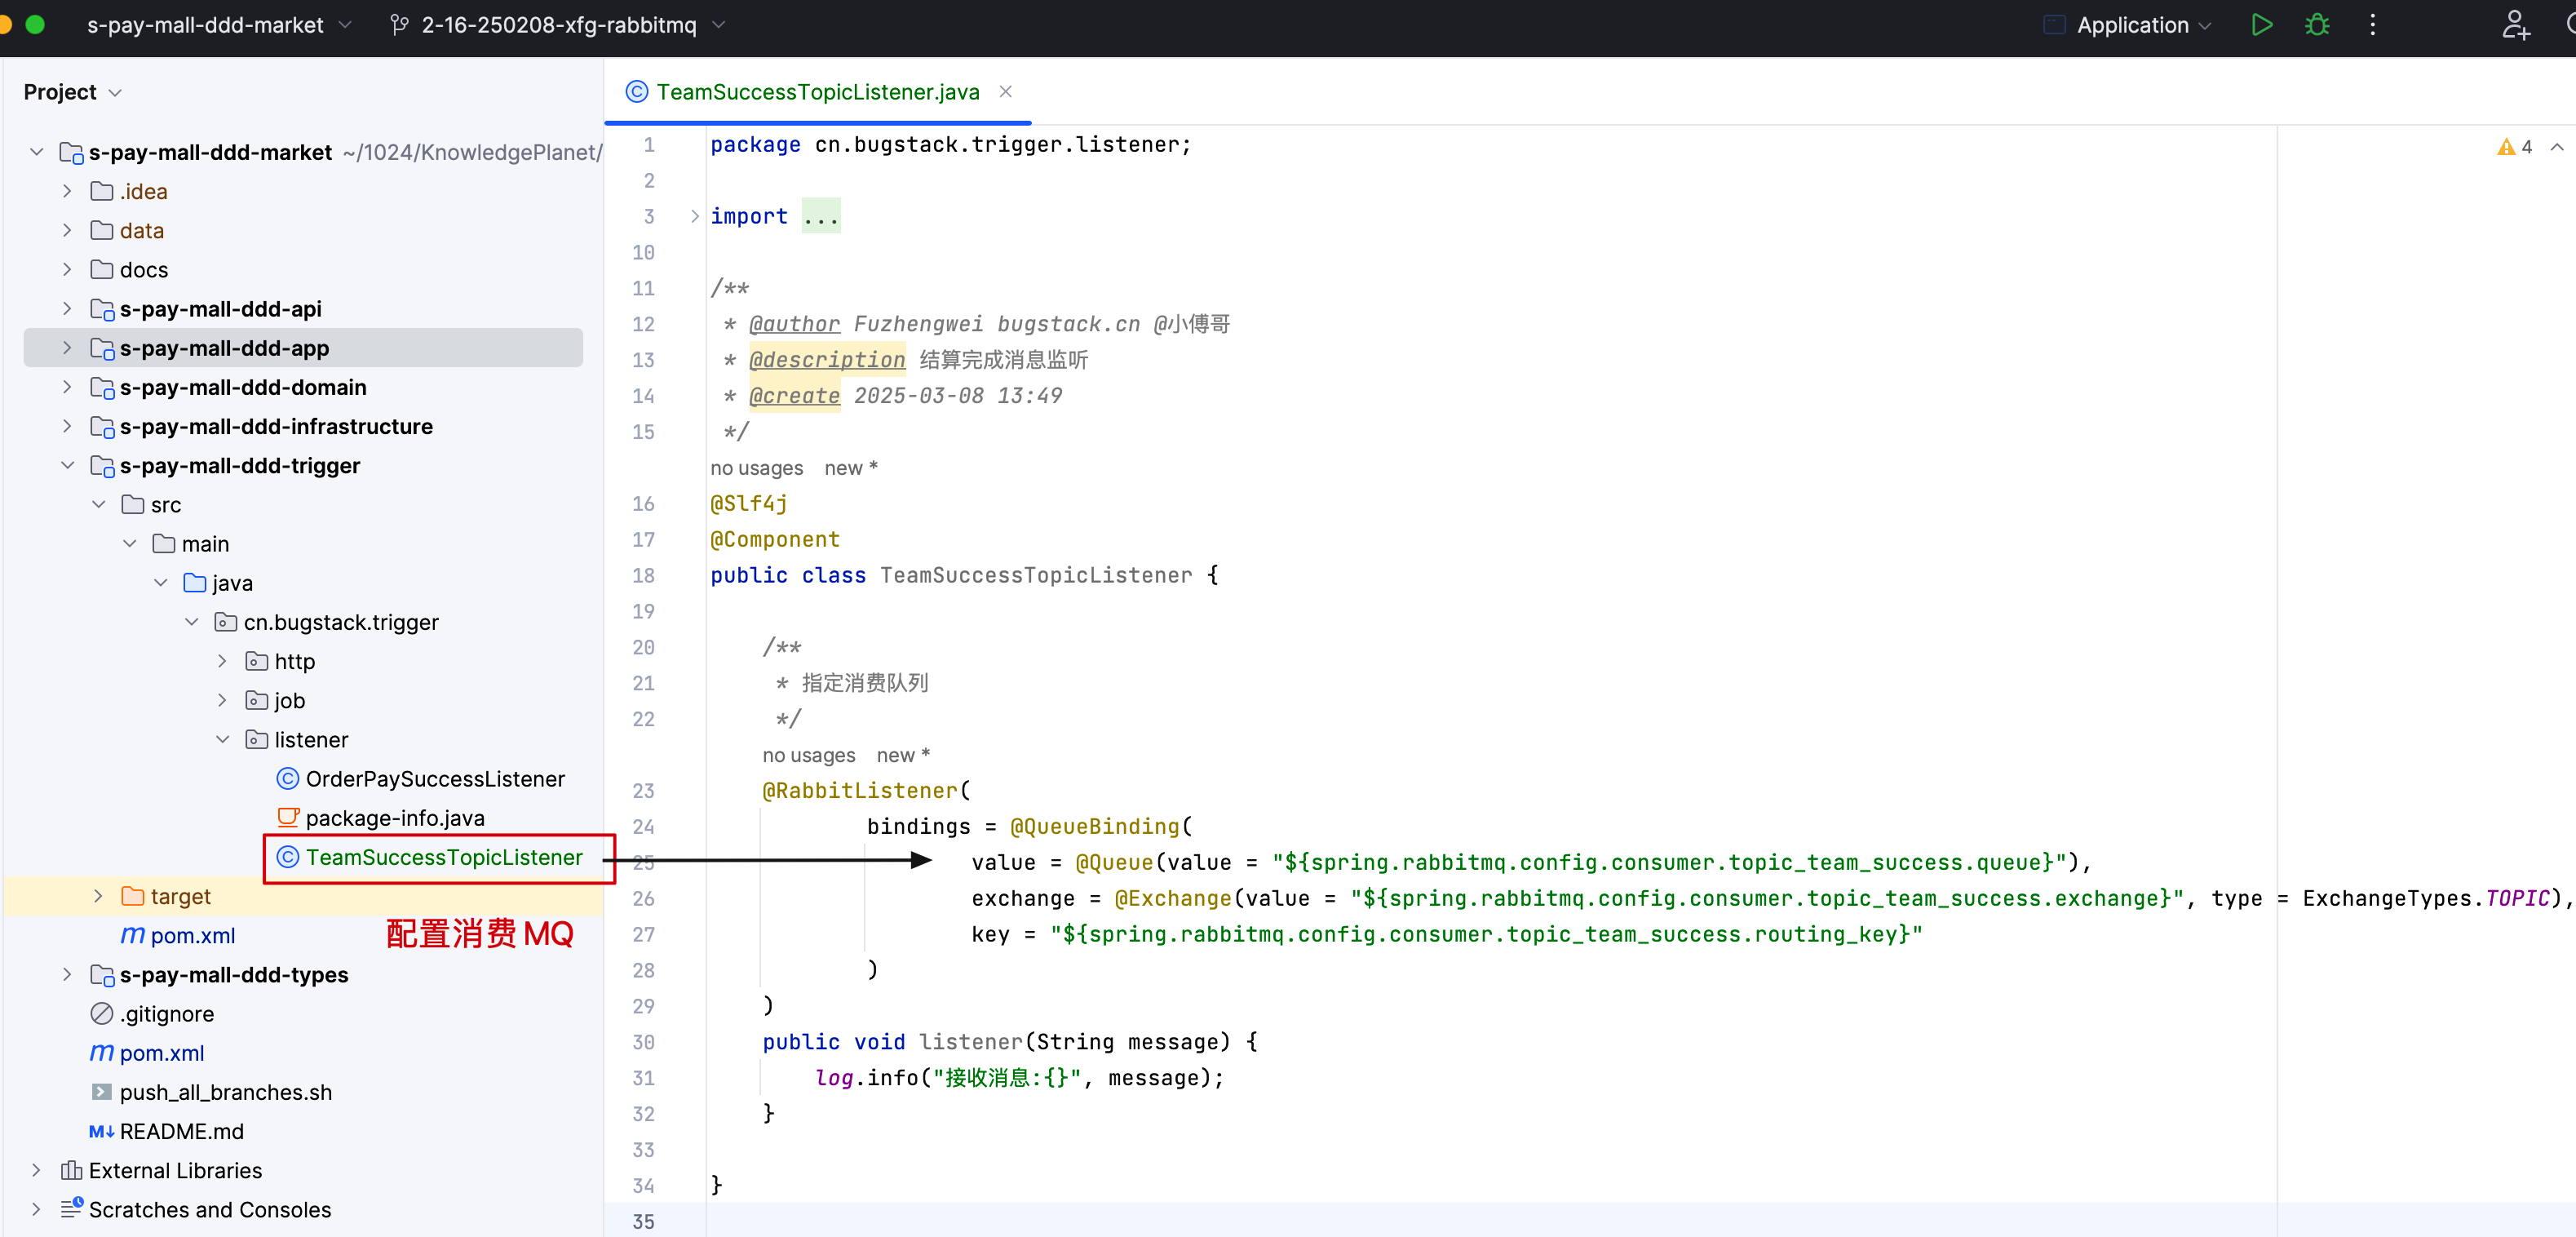 s-pay-mall-ddd-market
2-16-250208-xfg-rabbitmq
Application
Project
s-pay-mall-ddd-market ~/1024/KnowledgePlanet/
.idea
data
docs
s-pay-mall-ddd-api
s-pay-mall-ddd-app
s-pay-mall-ddd-domain
s-pay-mall-ddd-infrastructure
s-pay-mall-ddd-trigger
src
main
java
cn.bugstack.trigger
http
job
listener
OrderPaySuccessListener
package-info.java
TeamSuccessTopicListener
target
pom.xml
配置消费 MQ
s-pay-mall-ddd-types
.gitignore
pom.xml
push_all_branches.sh
README.md
External Libraries
Scratches and Consoles
TeamSuccessTopicListener.java
4
1 package cn.bugstack.trigger.listener;
2
3 import ...
10
11 /**
12 * @author Fuzhengwei bugstack.cn @小傅哥
13 * @description 结算完成消息监听
14 * @create 2025-03-08 13:49
15 */
no usages new *
16 @Slf4j
17 @Component
18 public class TeamSuccessTopicListener {
19
20 /**
21 * 指定消费队列
22 */
no usages new *
23 @RabbitListener(
24 bindings = @QueueBinding(
25 value = @Queue(value = "${spring.rabbitmq.config.consumer.topic_team_success.queue}"),
26 exchange = @Exchange(value = "${spring.rabbitmq.config.consumer.topic_team_success.exchange}", type = ExchangeTypes.TOPIC),
27 key = "${spring.rabbitmq.config.consumer.topic_team_success.routing_key}"
28 )
29 )
30 public void listener(String message) {
31 log.info("接收消息:{}", message);
32 }
33
34 }
35